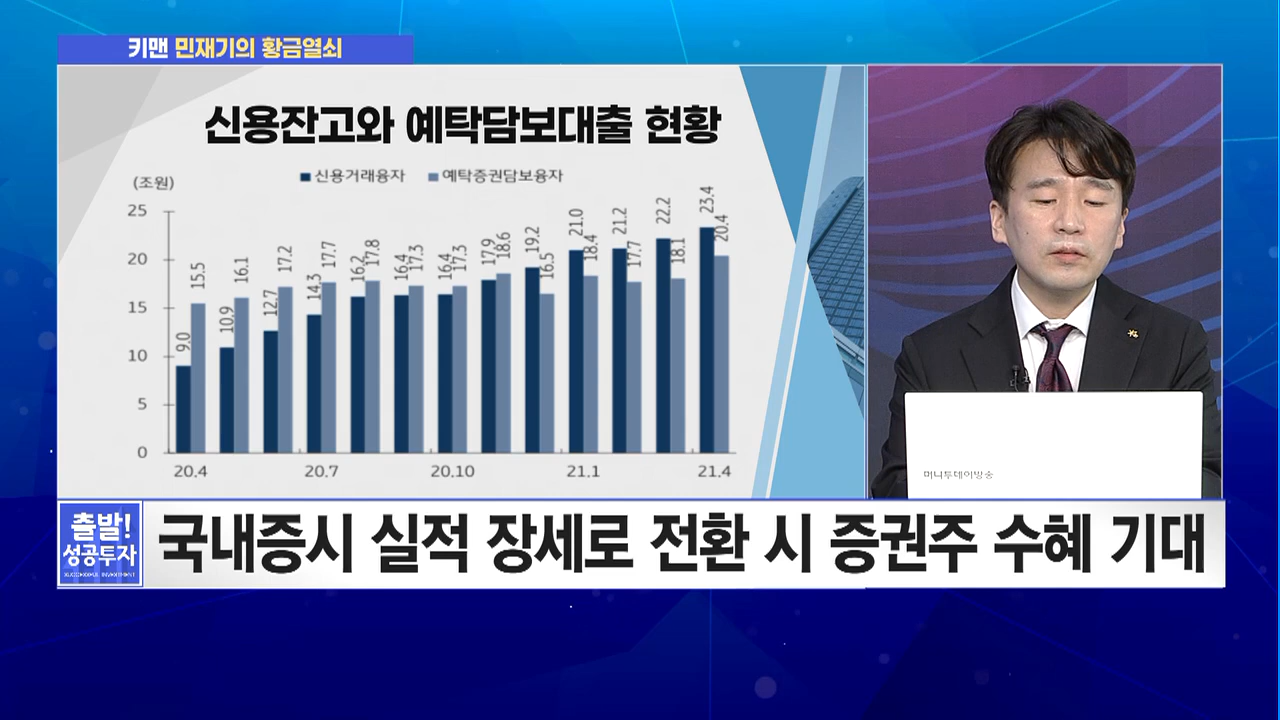 키맨 민재기의 황금열쇠
신용잔고와 예탁담보대출 현황
(조원)
신용거래융자 예탁증권담보융자
25
20
15
10
5
0
9.0 15.5 10.9 16.1 12.7 17.2 14.3 17.7 16.2 17.8 16.4 17.3 16.4 17.3 17.9 18.6 19.2 16.5 21.0 18.4 21.2 17.7 22.2 18.1 23.4 20.4
20.4 20.7 20.10 21.1 21.4
머니투데이방송
출발!
성공투자
SUCCESSFUL INVESTMENT
국내증시 실적 장세로 전환 시 증권주 수혜 기대